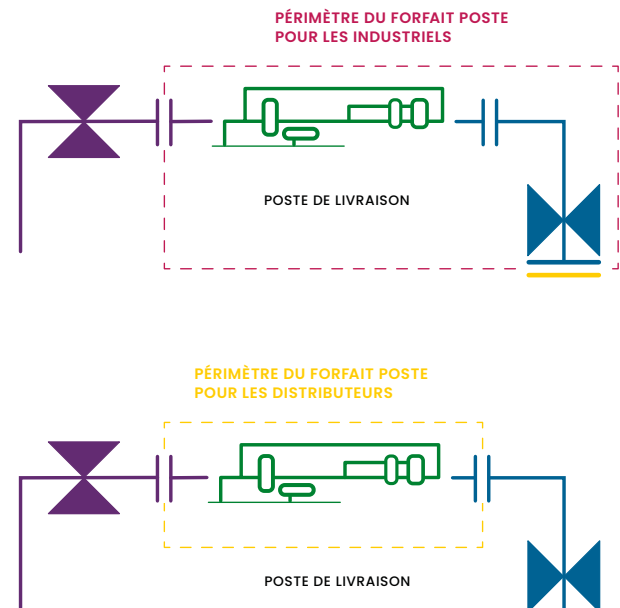 PÉRIMÈTRE DU FORFAIT POSTE
POUR LES INDUSTRIELS
POSTE DE LIVRAISON
PÉRIMÈTRE DU FORFAIT POSTE
POUR LES DISTRIBUTEURS
POSTE DE LIVRAISON